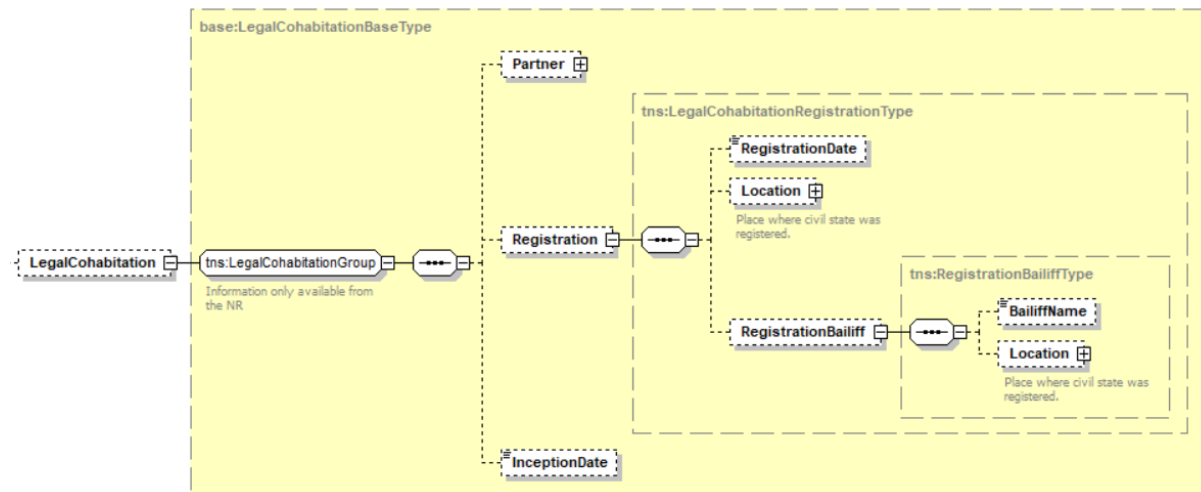 base:LegalCohabitationBaseType
Partner
tns:LegalCohabitationRegistrationType
RegistrationDate
Location
Place where civil state was
registered.
Registration
LegalCohabitation
tns:LegalCohabitationGroup
Information only available from
the NR
tns:RegistrationBailiffType
BailiffName
RegistrationBailiff
Location
Place where civil state was
registered.
InceptionDate